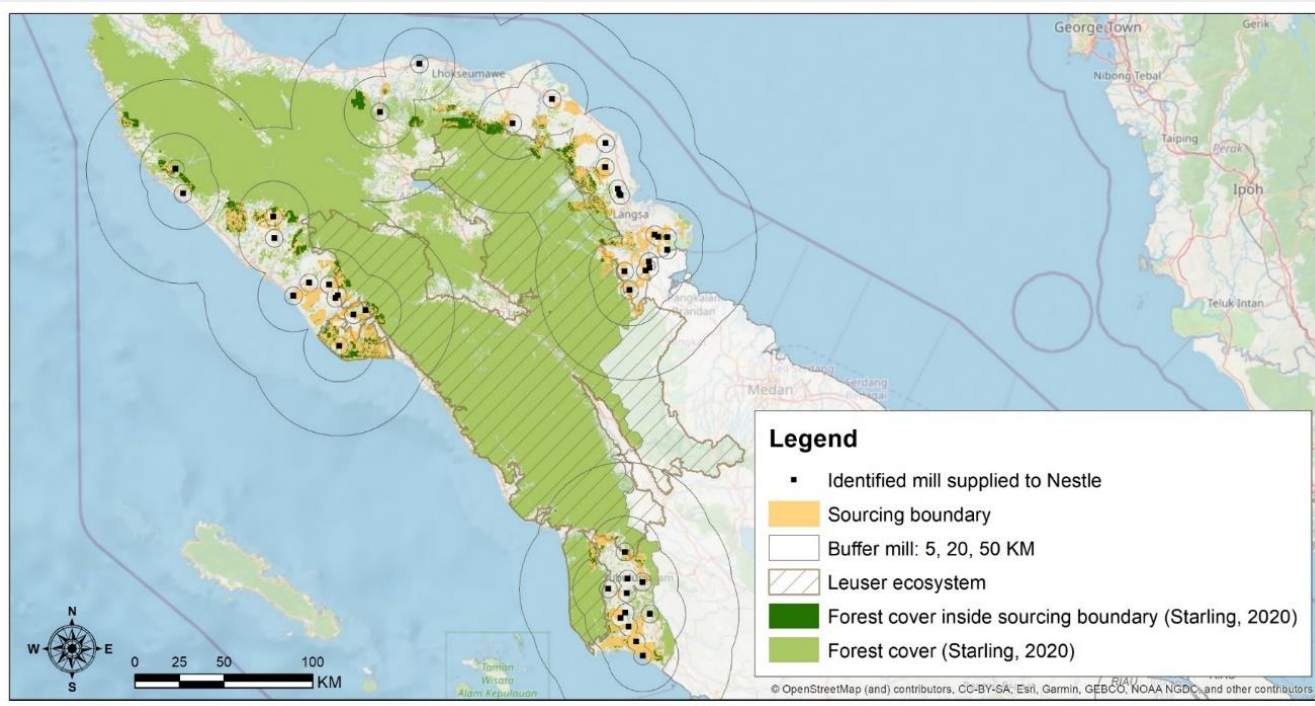 George Town
Gerik
Nibong Tebal
Lhokseumawe
Taiping
Perak
Ipoh
Langsa
Teluk Intan
Pangkalan
Brandan
Medan
Serdang
Legend
Identified mill supplied to Nestle
Sourcing boundary
Buffer mill: 5, 20, 50 KM
Leuser ecosystem
Forest cover inside sourcing boundary (Starling, 2020)
Forest cover (Starling, 2020)
N
W
E
S
0 25 50 100
KM
Taman
Wisata
Alam Kepulauan
RIAU
© OpenStreetMap (and) contributors, CC-BY-SA, Esri, Garmin, GEBCO, NOAA NGDC, and other contributors